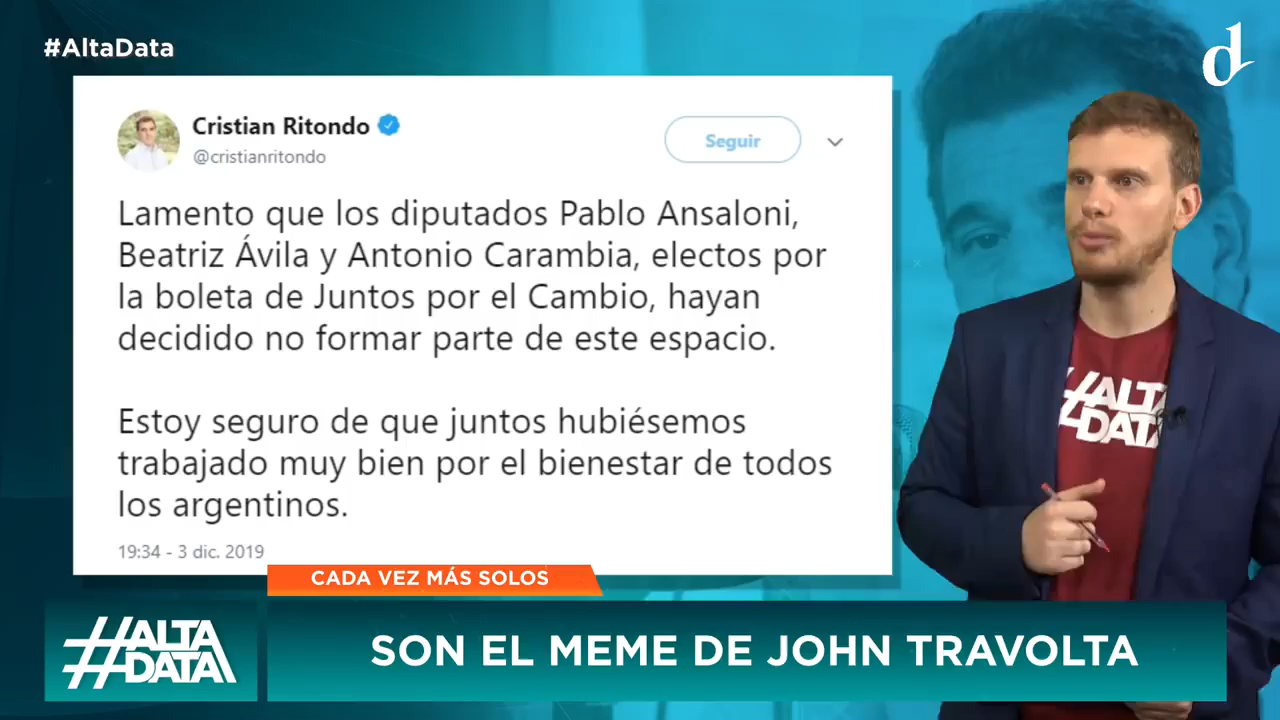 #AltaData
d
Cristian Ritondo
@cristianritondo
Seguir
Lamento que los diputados Pablo Ansaloni,
Beatriz Ávila y Antonio Carambia, electos por
la boleta de Juntos por el Cambio, hayan
decidido no formar parte de este espacio.
Estoy seguro de que juntos hubiésemos
trabajado muy bien por el bienestar de todos
los argentinos.
19:34 - 3 dic. 2019
#ALTA
DATA
CADA VEZ MÁS SOLOS
#ALTA
DATA
SON EL MEME DE JOHN TRAVOLTA